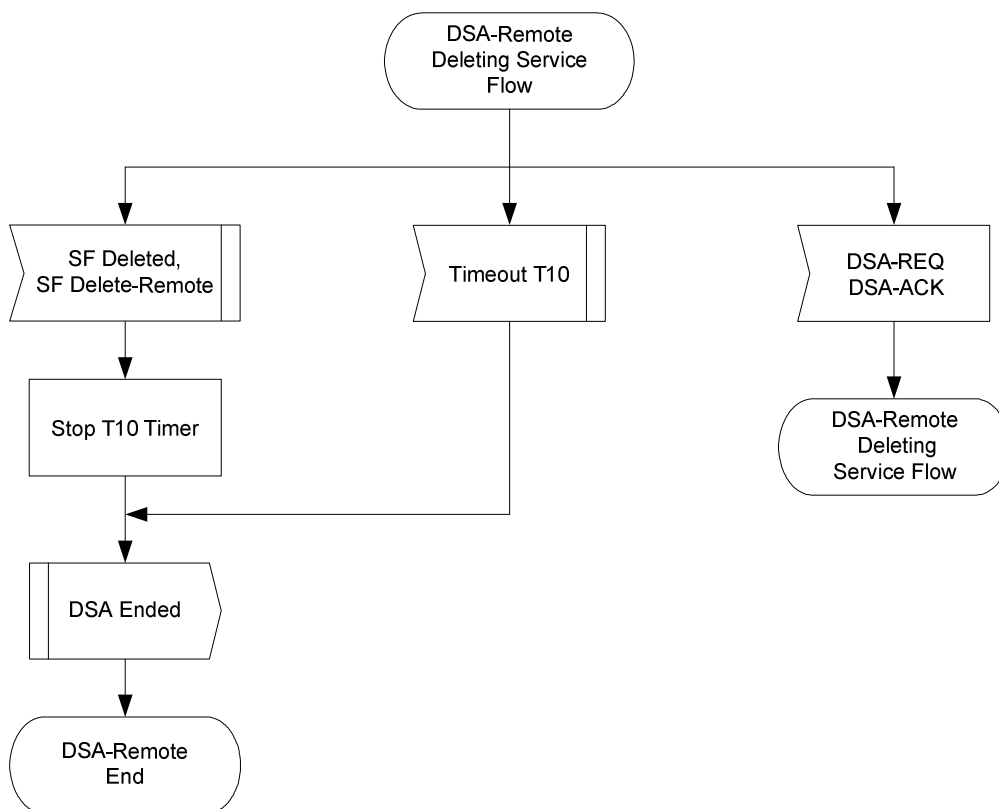 DSA-Remote
Deleting Service
Flow
SF Deleted,
SF Delete-Remote
Timeout T10
DSA-REQ
DSA-ACK
Stop T10 Timer
DSA-Remote
Deleting
Service Flow
DSA Ended
DSA-Remote
End